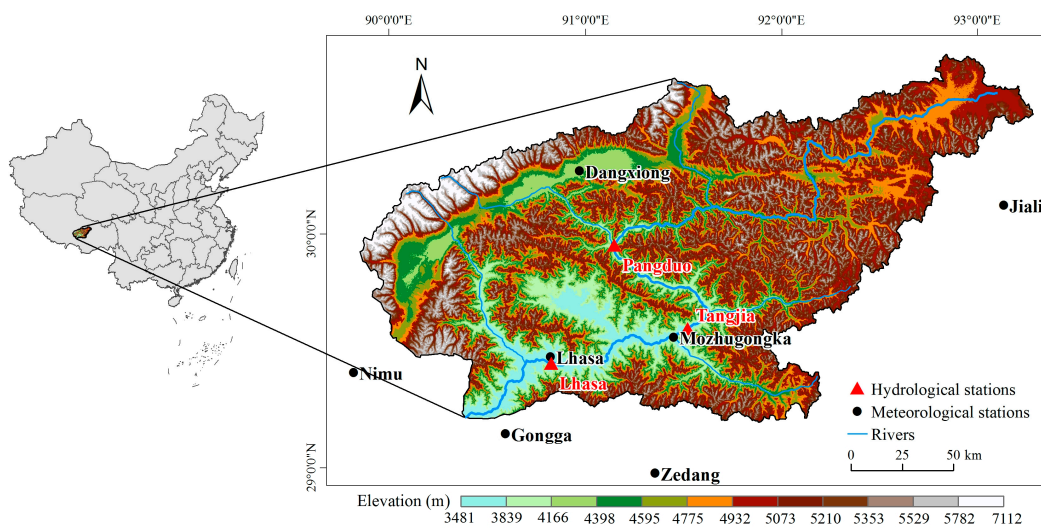 90°0'0"E 91°0'0"E 92°0'0"E 93°0'0"E
N
Dangxiong
Jiali
30°0'0"N
Pangduo
Tangjia
Mozhugongka
Lhasa
Nimu
Lhasa
Hydrological stations
Meteorological stations
Gongga
Rivers
0 25 50 km
29°0'0"N
Zedang
Elevation (m)
3481 3839 4166 4398 4595 4775 4932 5073 5210 5353 5529 5782 7112